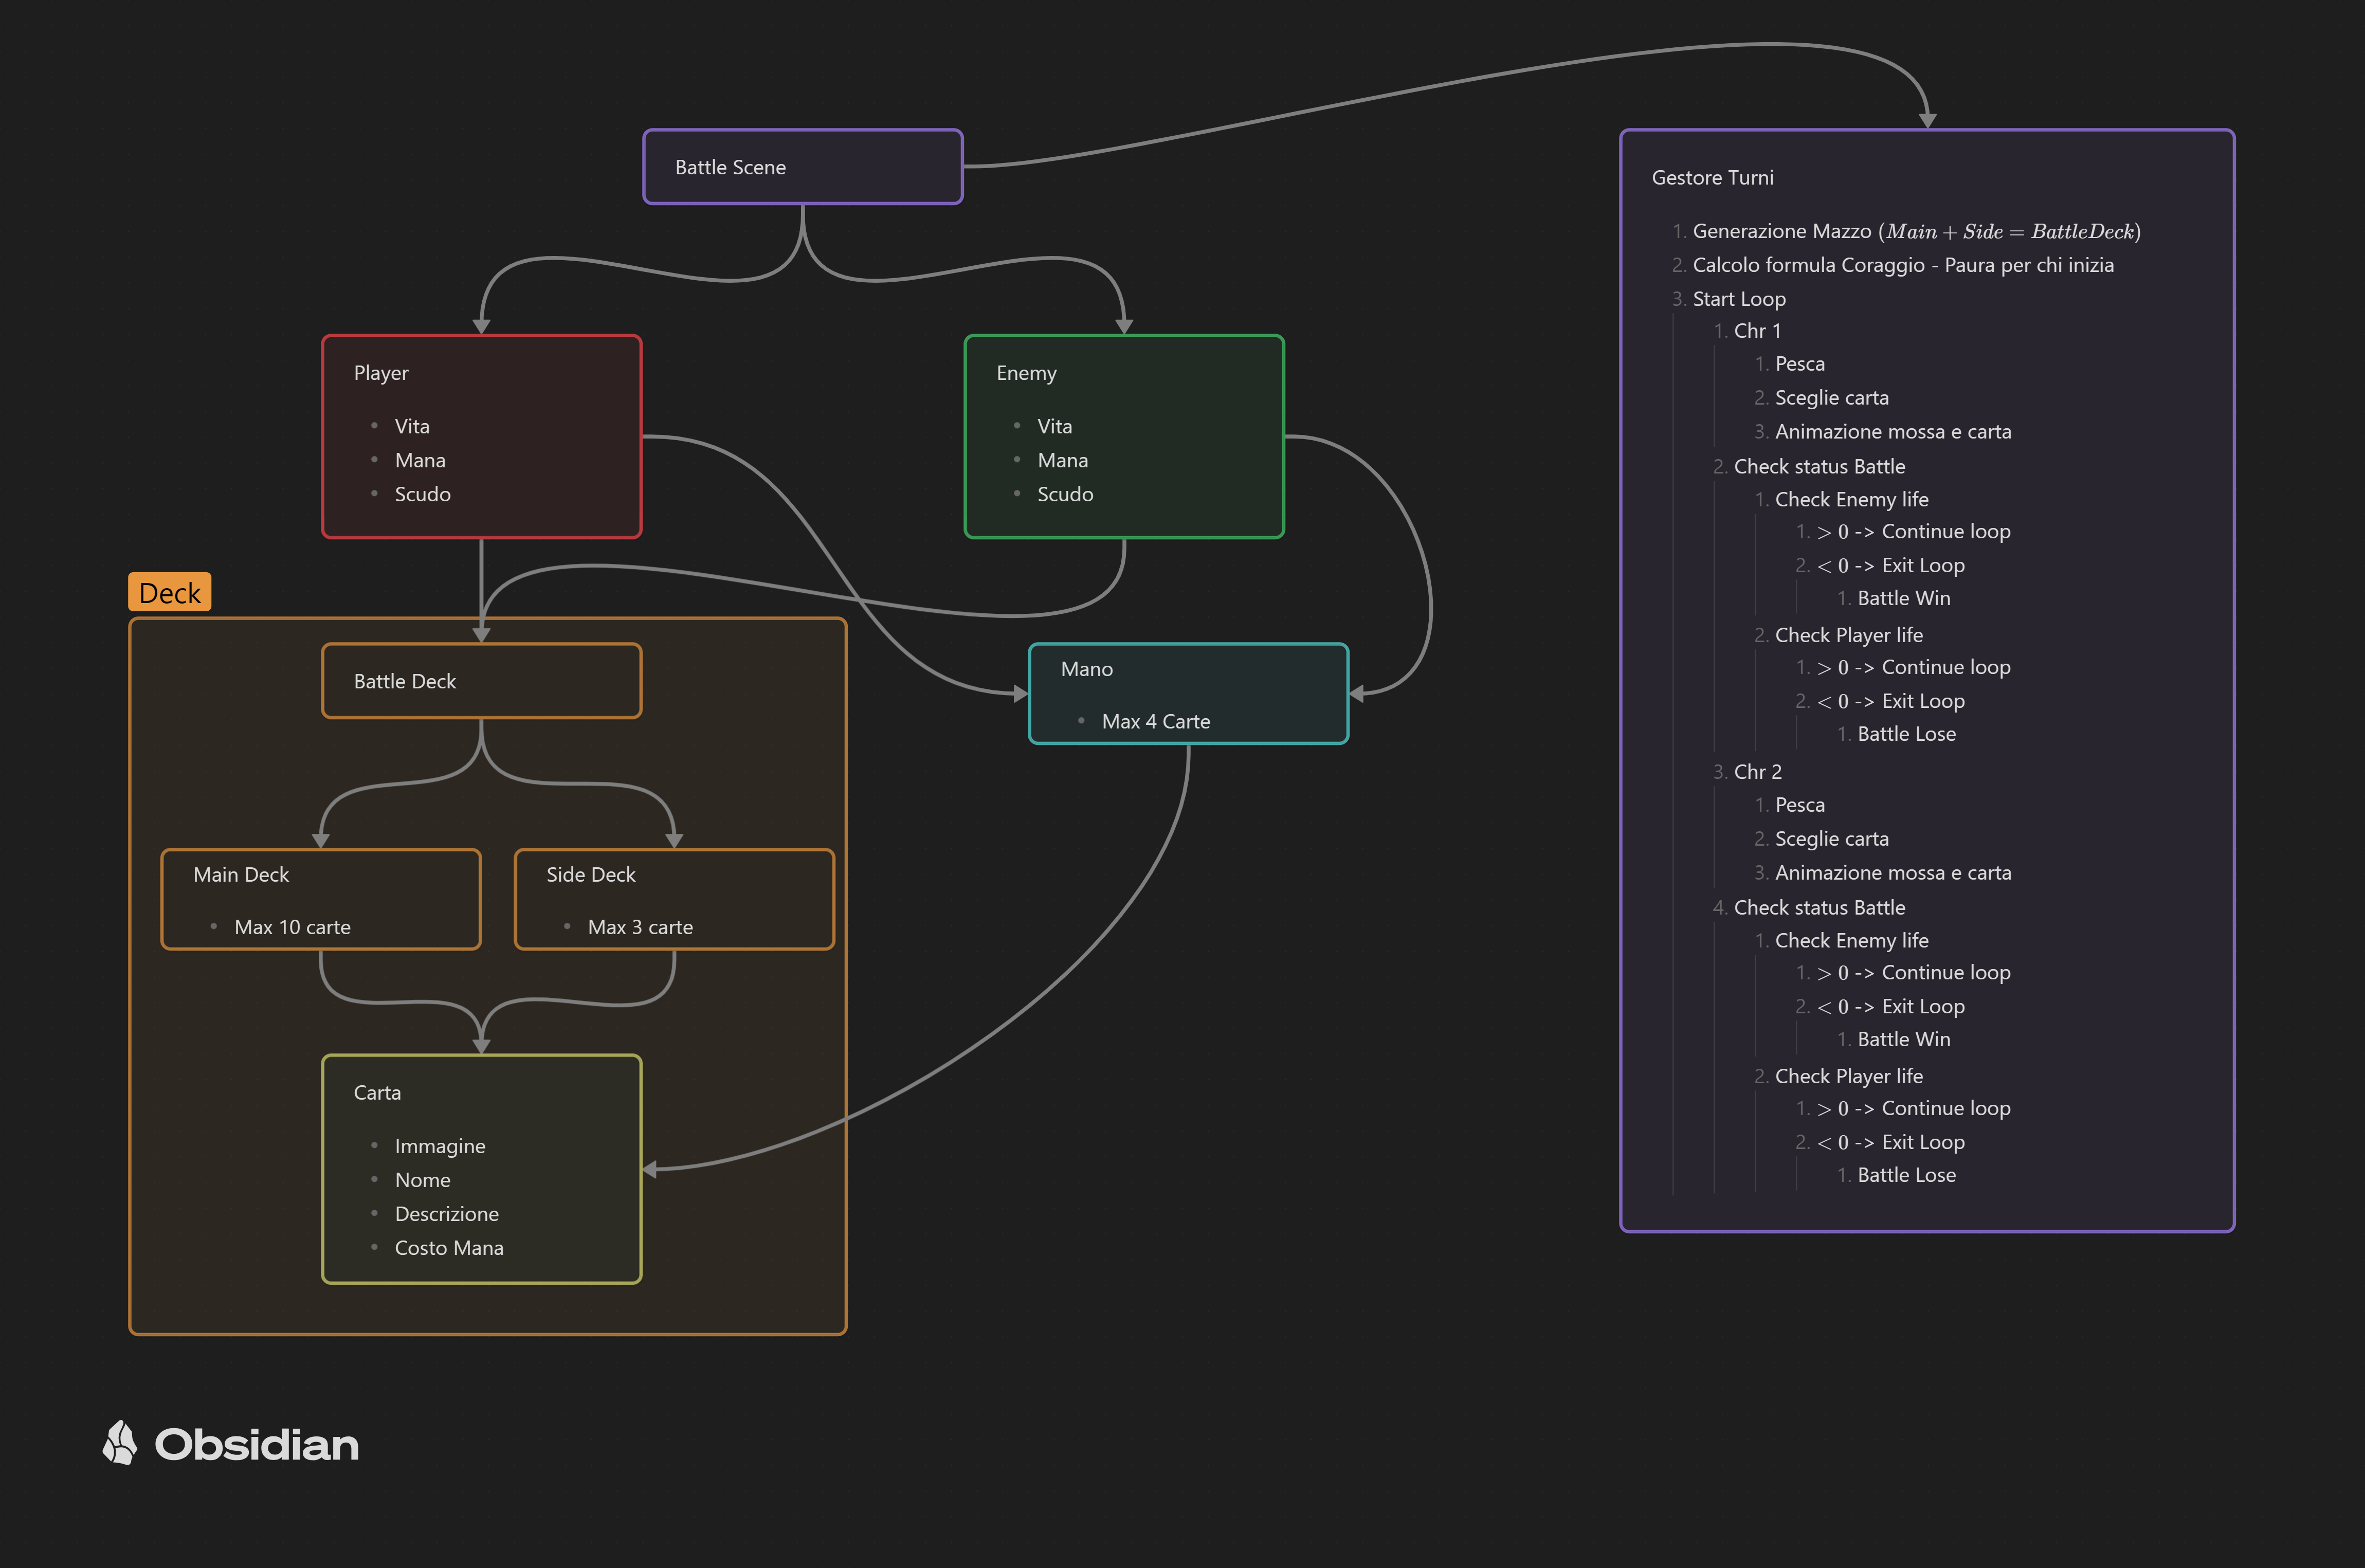 Battle Scene
Player
• Vita
• Mana
• Scudo
Enemy
• Vita
• Mana
• Scudo
Deck
Battle Deck
Mano
• Max 4 Carte
Main Deck
• Max 10 carte
Side Deck
• Max 3 carte
Carta
• Immagine
• Nome
• Descrizione
• Costo Mana
Gestore Turni
1. Generazione Mazzo (Main + Side = BattleDeck)
2. Calcolo formula Coraggio - Paura per chi inizia
3. Start Loop
1. Chr 1
1. Pesca
2. Sceglie carta
3. Animazione mossa e carta
2. Check status Battle
1. Check Enemy life
1. > 0 -> Continue loop
2. < 0 -> Exit Loop
1. Battle Win
2. Check Player life
1. > 0 -> Continue loop
2. < 0 -> Exit Loop
1. Battle Lose
3. Chr 2
1. Pesca
2. Sceglie carta
3. Animazione mossa e carta
4. Check status Battle
1. Check Enemy life
1. > 0 -> Continue loop
2. < 0 -> Exit Loop
1. Battle Win
2. Check Player life
1. > 0 -> Continue loop
2. < 0 -> Exit Loop
1. Battle Lose
Obsidian